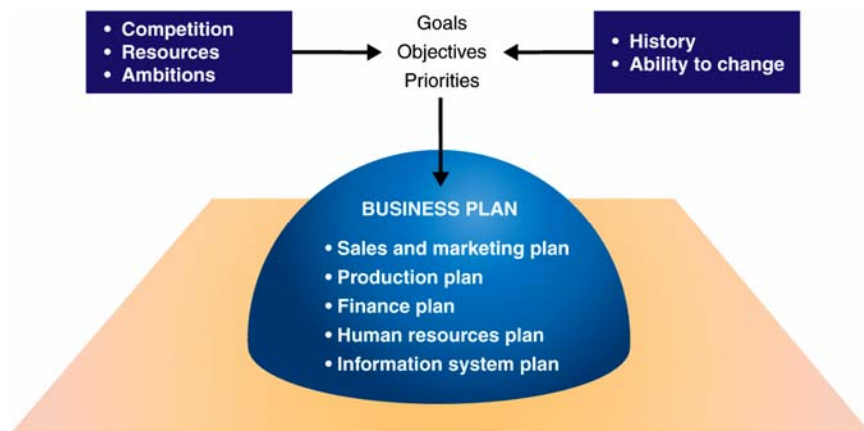 • Competition
• Resources
• Ambitions
Goals
Objectives
Priorities
• History
• Ability to change
BUSINESS PLAN
• Sales and marketing plan
• Production plan
• Finance plan
• Human resources plan
• Information system plan